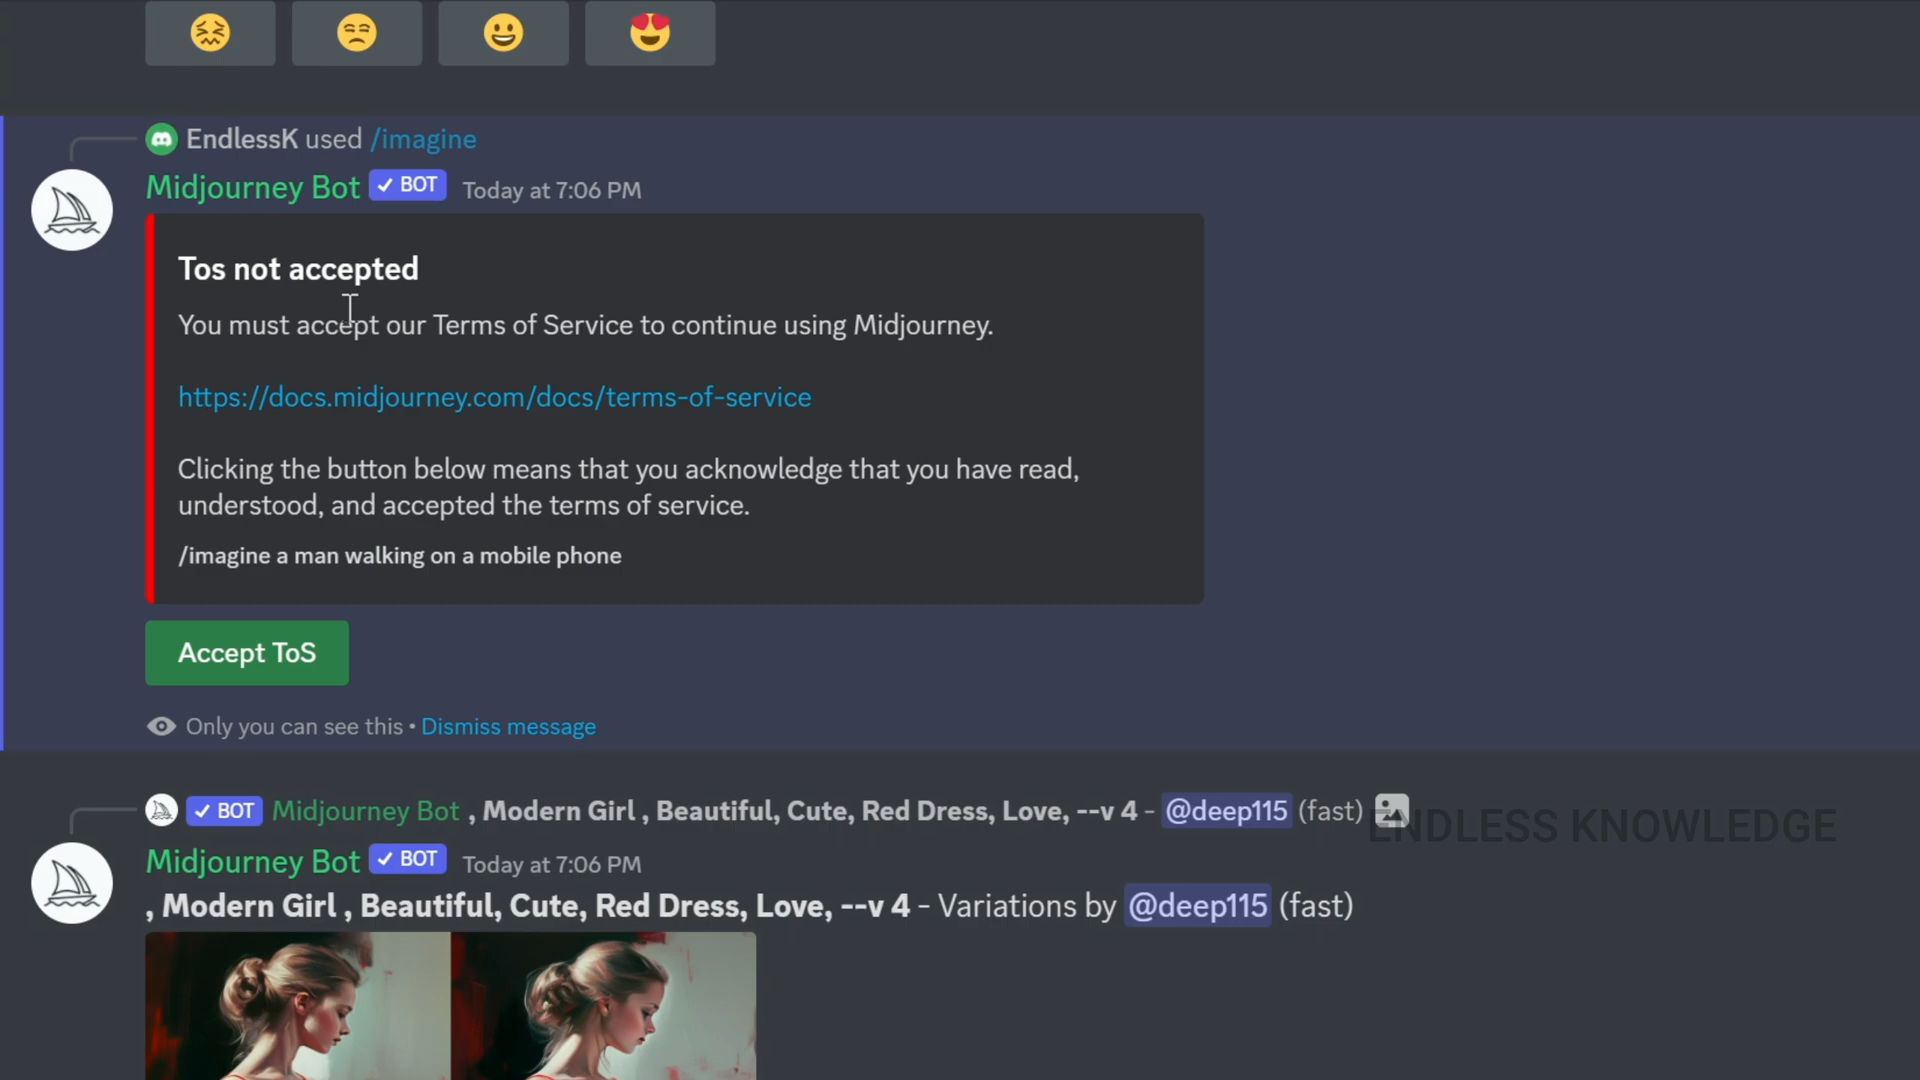 EndlessK used /imagine
Midjourney Bot ✓ BOT Today at 7:06 PM
Tos not accepted
You must accept our Terms of Service to continue using Midjourney.
https://docs.midjourney.com/docs/terms-of-service
Clicking the button below means that you acknowledge that you have read,
understood, and accepted the terms of service.
/imagine a man walking on a mobile phone
Accept ToS
Only you can see this • Dismiss message
✓ BOT Midjourney Bot , Modern Girl , Beautiful, Cute, Red Dress, Love, --v 4 - @deep115 (fast)
ENDLESS KNOWLEDGE
Midjourney Bot ✓ BOT Today at 7:06 PM
, Modern Girl , Beautiful, Cute, Red Dress, Love, --v 4 - Variations by @deep115 (fast)